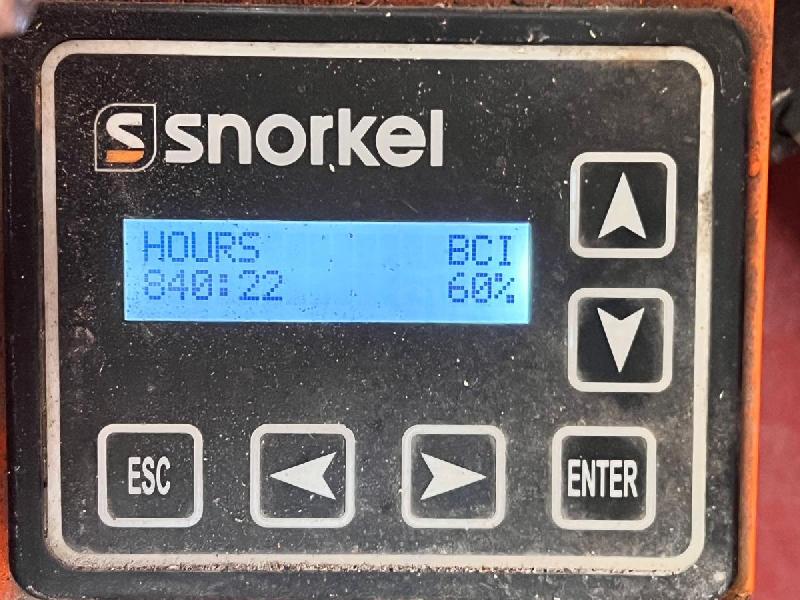 snorkel
HOURS BCI
840:22 60%
ESC ENTER